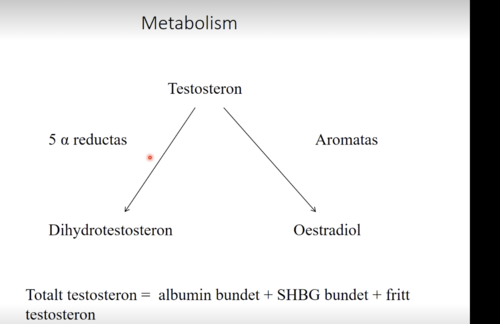 Metabolism
Testosteron
5 α reductas
Aromatas
Dihydrotestosteron
Oestradiol
Totalt testosteron = albumin bundet + SHBG bundet + fritt
testosteron